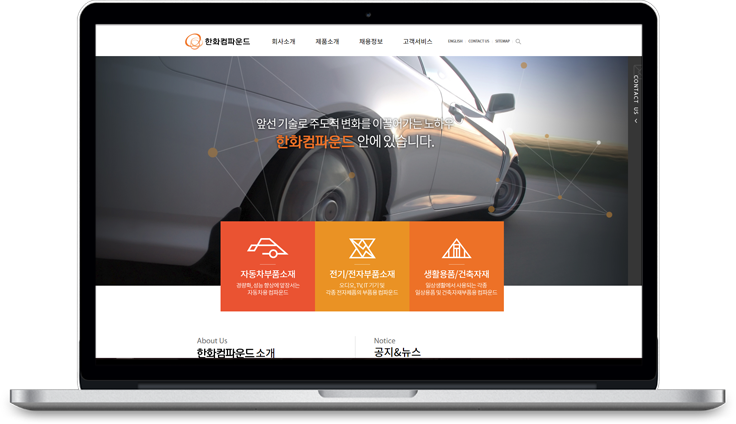 한화컴파운드
회사소개 제품소개 채용정보 고객서비스 ENGLISH CONTACT US SITEMAP
CONTACT US
앞선 기술로 주도적 변화를 이끌어가는 노하우
한화컴파운드 안에 있습니다.
자동차부품소재
경량화, 성능 향상에 앞장서는
자동차용 컴파운드
전기/전자부품소재
오디오, TV, IT 기기 및
각종 전자제품의 부품용 컴파운드
생활용품/건축자재
일상생활에서 사용되는 각종
일상용품 및 건축자재부품용 컴파운드
About Us
한화컴파운드 소개
Notice
공지&뉴스